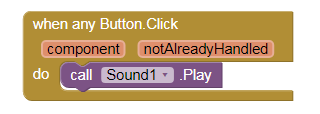 when any Button.Click
component notAlreadyHandled
do call Sound1 .Play